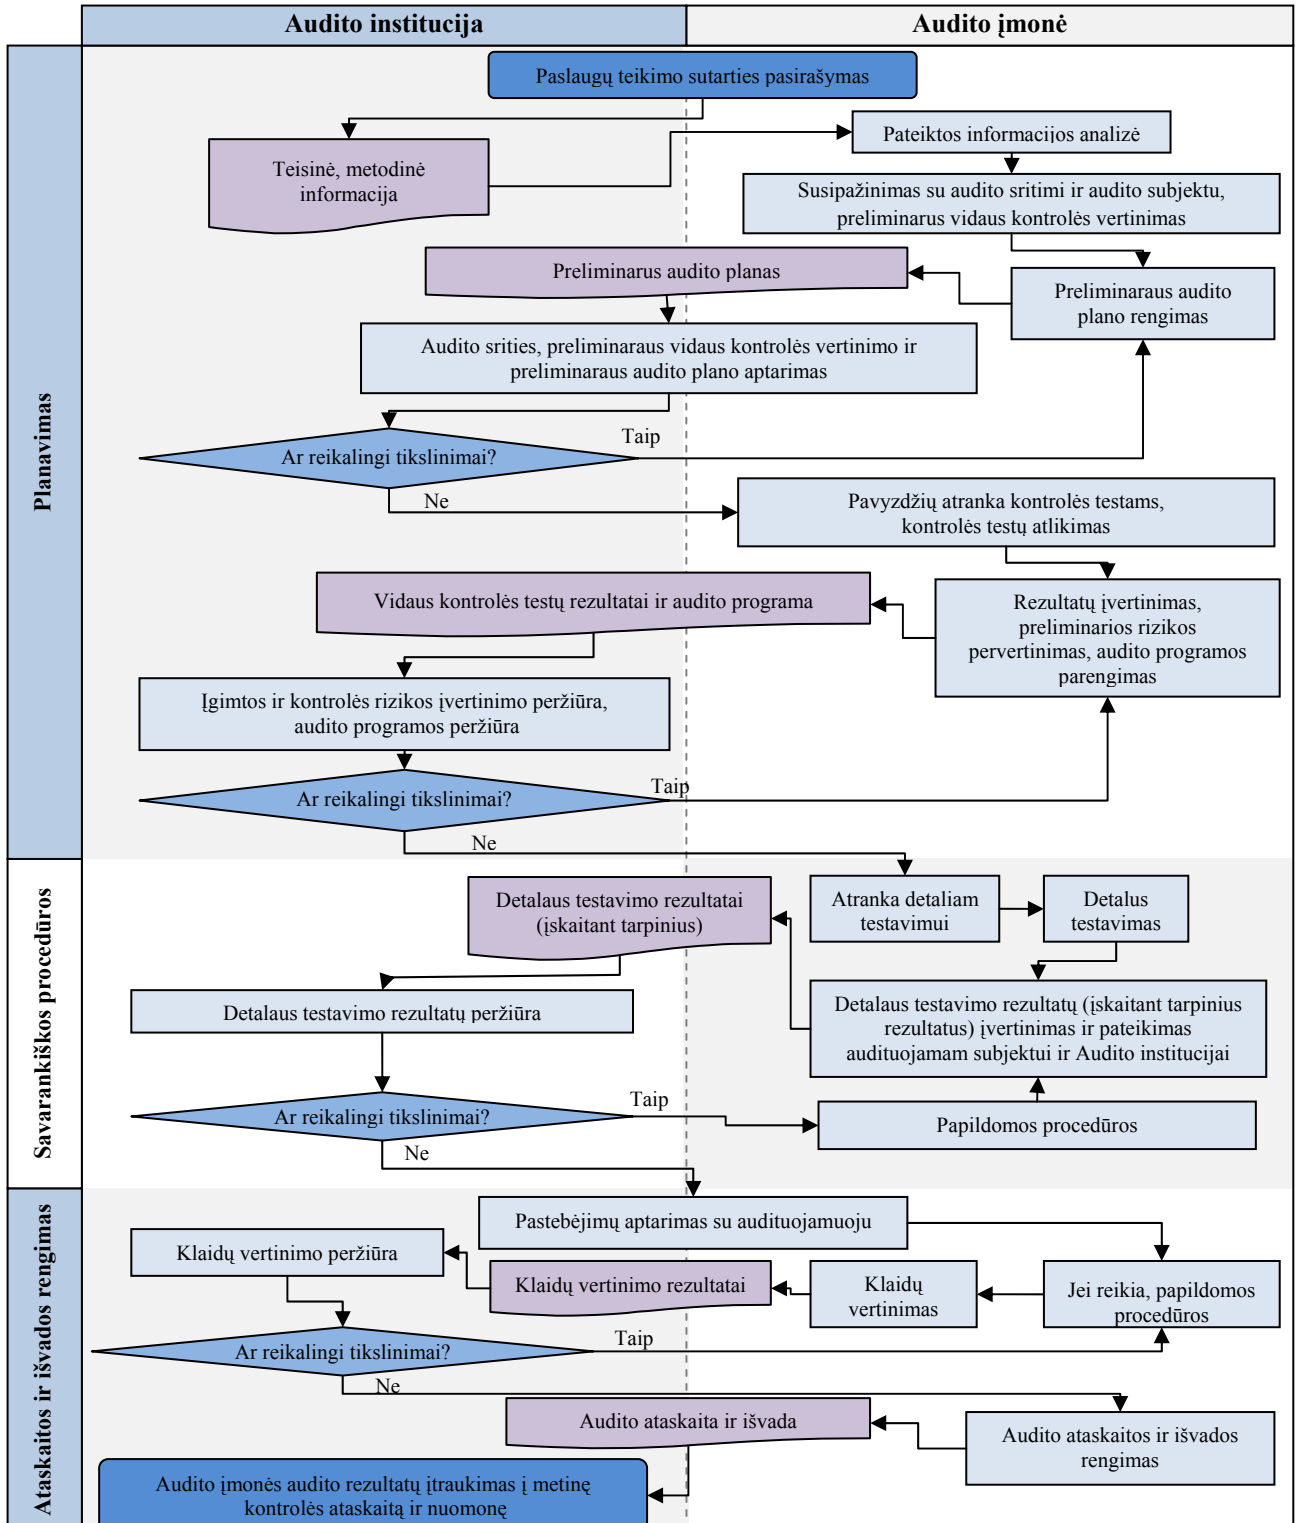 Audito institucija
Audito įmonė
Planavimas
Paslaugų teikimo sutarties pasirašymas
Teisinė, metodinė
informacija
Pateiktos informacijos analizė
Susipažinimas su audito sritimi ir audito subjektu,
preliminarus vidaus kontrolės vertinimas
Preliminaraus audito
plano rengimas
Preliminarus audito planas
Audito srities, preliminaraus vidaus kontrolės vertinimo ir
preliminaraus audito plano aptarimas
Ar reikalingi tikslinimai?
Taip
Ne
Pavyzdžių atranka kontrolės testams,
kontrolės testų atlikimas
Rezultatų įvertinimas,
preliminarios rizikos
pervertinimas, audito programos
parengimas
Vidaus kontrolės testų rezultatai ir audito programa
Įgimtos ir kontrolės rizikos įvertinimo peržiūra,
audito programos peržiūra
Ar reikalingi tikslinimai?
Taip
Ne
Savarankiškos procedūros
Atranka detaliam
testavimui
Detalus
testavimas
Detalaus testavimo rezultatų (įskaitant tarpinius
rezultatus) įvertinimas ir pateikimas
audituojamam subjektui ir Audito institucijai
Detalaus testavimo rezultatai
(įskaitant tarpinius)
Detalaus testavimo rezultatų peržiūra
Ar reikalingi tikslinimai?
Taip
Papildomos procedūros
Ne
Ataskaitos ir išvados rengimas
Pastebėjimų aptarimas su audituojamuoju
Jei reikia, papildomos
procedūros
Klaidų
vertinimas
Klaidų vertinimo rezultatai
Klaidų vertinimo peržiūra
Ar reikalingi tikslinimai?
Taip
Ne
Audito ataskaitos ir išvados
rengimas
Audito ataskaita ir išvada
Audito įmonės audito rezultatų įtraukimas į metinę
kontrolės ataskaitą ir nuomonę